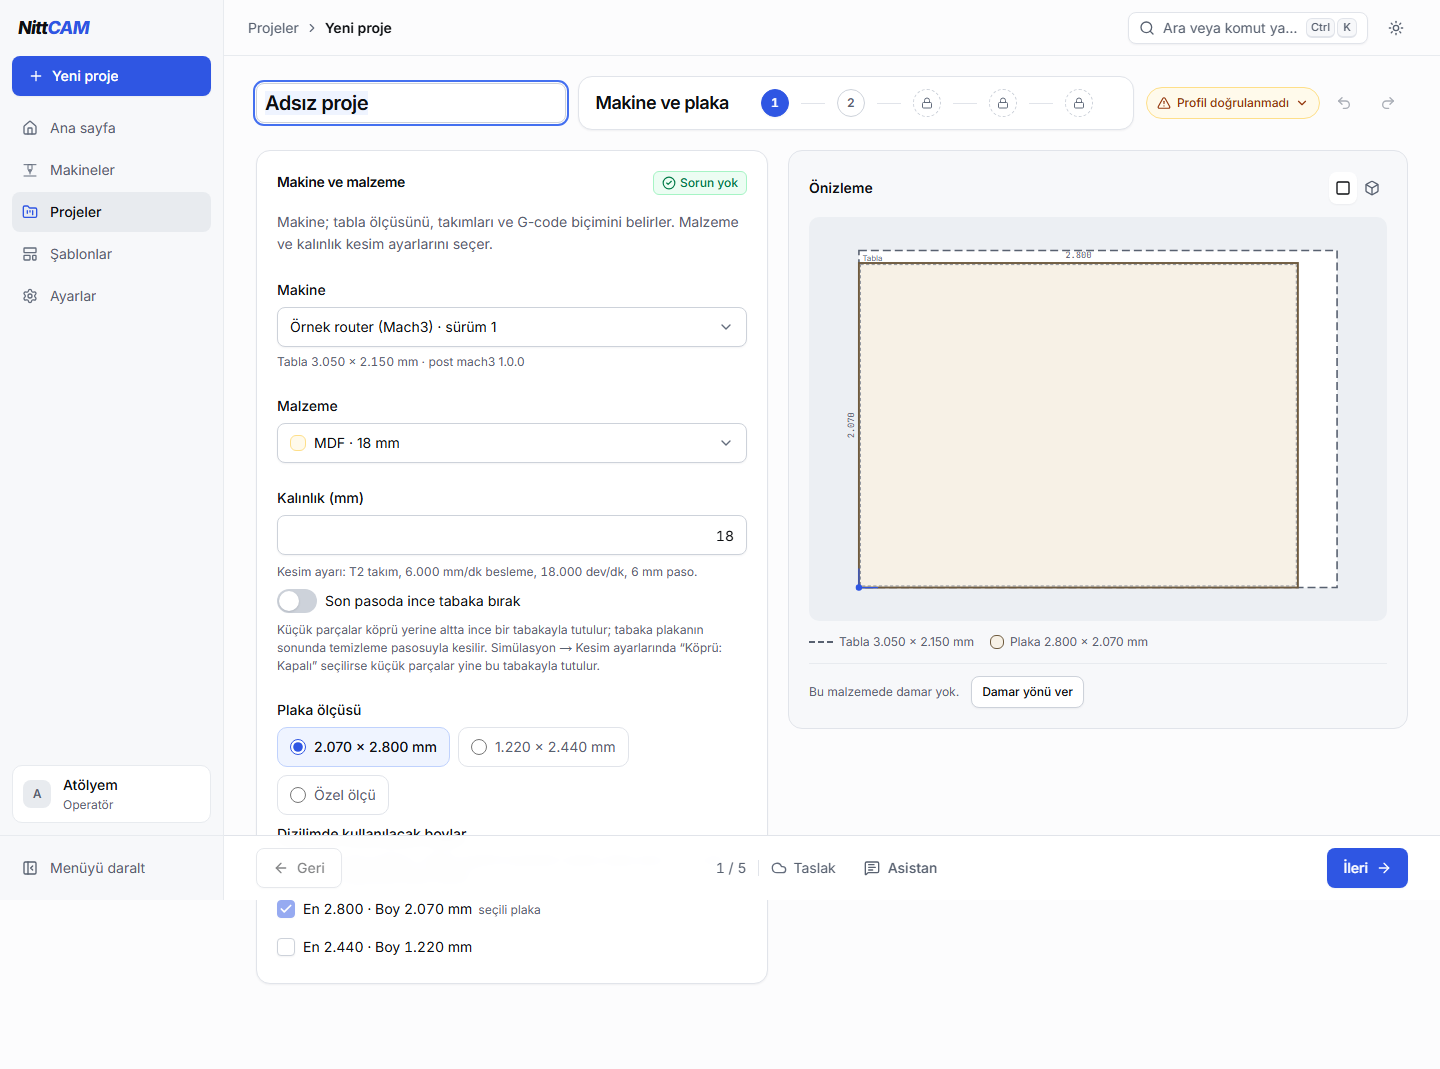 NittCAM
Yeni proje
Ana sayfa
Makineler
Projeler
Şablonlar
Ayarlar
A
Atölyem
Operatör
Menüyü daralt
Projeler > Yeni proje
Ara veya komut ya... Ctrl K
Adsız proje
Makine ve plaka 1 2
Profil doğrulanmadı
Makine ve malzeme
Sorun yok
Makine; tabla ölçüsünü, takımları ve G-code biçimini belirler. Malzeme
ve kalınlık kesim ayarlarını seçer.
Makine
Örnek router (Mach3) · sürüm 1
Tabla 3.050 × 2.150 mm · post mach3 1.0.0
Malzeme
MDF · 18 mm
Kalınlık (mm)
18
Kesim ayarı: T2 takım, 6.000 mm/dk besleme, 18.000 dev/dk, 6 mm paso.
Son pasoda ince tabaka bırak
Küçük parçalar köprü yerine altta ince bir tabakayla tutulur; tabaka plakanın
sonunda temizleme pasosuyla kesilir. Simülasyon → Kesim ayarlarında “Köprü:
Kapalı” seçilirse küçük parçalar yine bu tabakayla tutulur.
Plaka ölçüsü
2.070 × 2.800 mm
1.220 × 2.440 mm
Özel ölçü
Dizilimde kullanılacak boylar
En 2.800 · Boy 2.070 mm seçili plaka
En 2.440 · Boy 1.220 mm
Önizleme
Tabla
2.800
2.070
Tabla 3.050 × 2.150 mm
Plaka 2.800 × 2.070 mm
Bu malzemede damar yok.
Damar yönü ver
Geri
1 / 5
Taslak
Asistan
İleri